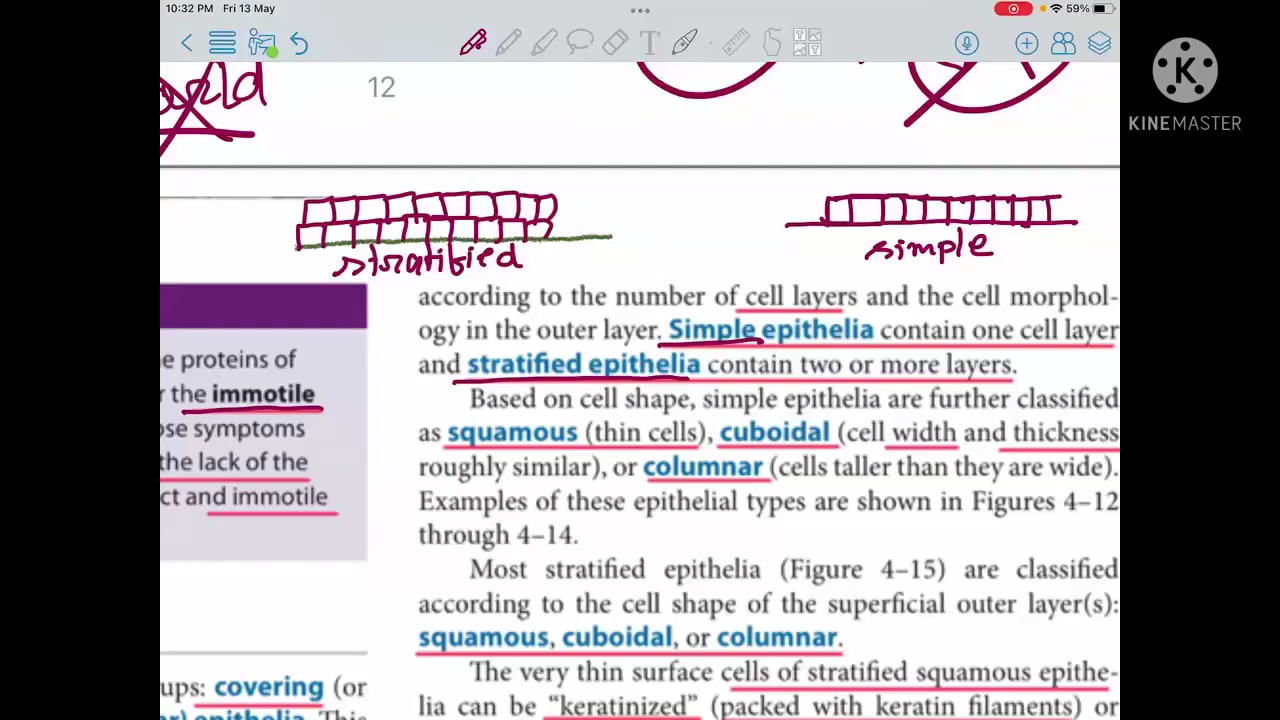 10:32 PM Fri 13 May
59%
12
K
KINEMASTER
stratified
simple
e proteins of
r the immotile
ose symptoms
the lack of the
ct and immotile
ups: covering (or
according to the number of cell layers and the cell morphol-
ogy in the outer layer. Simple epithelia contain one cell layer
and stratified epithelia contain two or more layers.
Based on cell shape, simple epithelia are further classified
as squamous (thin cells), cuboidal (cell width and thickness
roughly similar), or columnar (cells taller than they are wide).
Examples of these epithelial types are shown in Figures 4–12
through 4–14.
Most stratified epithelia (Figure 4–15) are classified
according to the cell shape of the superficial outer layer(s):
squamous, cuboidal, or columnar.
The very thin surface cells of stratified squamous epithe-
lia can be “keratinized” (packed with keratin filaments) or